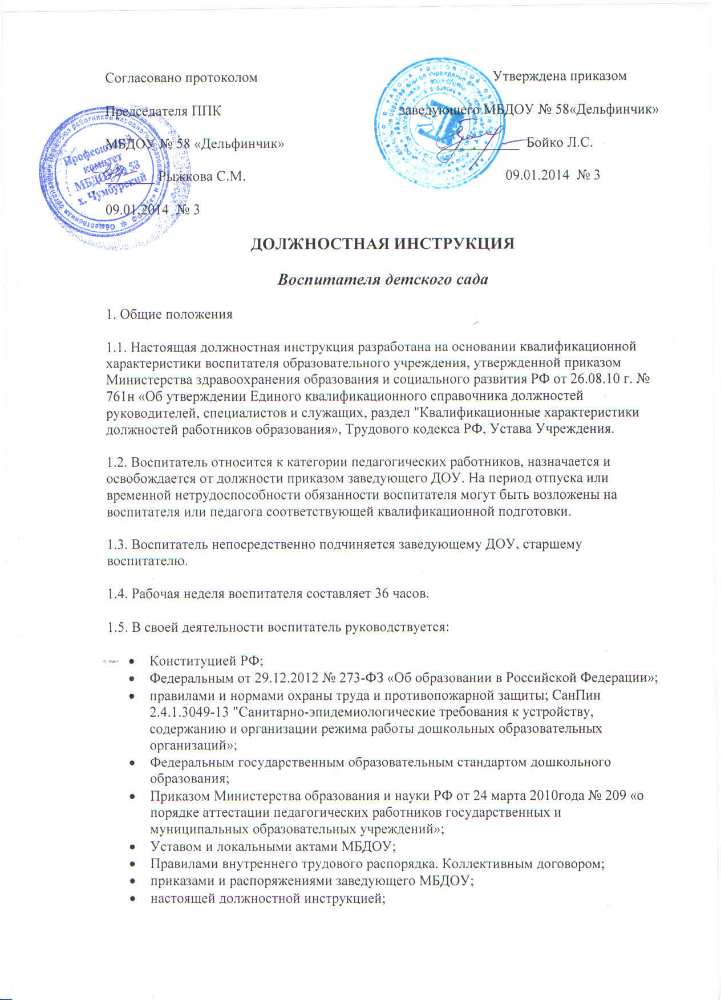 Согласовано протоколом
Председателя ППК
МБДОУ № 58 «Дельфинчик»
Рыжкова С.М.
09.01.2014 № 3
Утверждена приказом
заведующего МБДОУ № 58«Дельфинчик»
Бойко Л.С.
09.01.2014 № 3
Профсоюзный
комитет
МБДОУ № 58
х. Чумбурский
ДОЛЖНОСТНАЯ ИНСТРУКЦИЯ
Воспитателя детского сада
1. Общие положения
1.1. Настоящая должностная инструкция разработана на основании квалификационной
характеристики воспитателя образовательного учреждения, утвержденной приказом
Министерства здравоохранения образования и социального развития РФ от 26.08.10 г. №
761н «Об утверждении Единого квалификационного справочника должностей
руководителей, специалистов и служащих, раздел "Квалификационные характеристики
должностей работников образования», Трудового кодекса РФ, Устава Учреждения.
1.2. Воспитатель относится к категории педагогических работников, назначается и
освобождается от должности приказом заведующего ДОУ. На период отпуска или
временной нетрудоспособности обязанности воспитателя могут быть возложены на
воспитателя или педагога соответствующей квалификационной подготовки.
1.3. Воспитатель непосредственно подчиняется заведующему ДОУ, старшему
воспитателю.
1.4. Рабочая неделя воспитателя составляет 36 часов.
1.5. В своей деятельности воспитатель руководствуется:
• Конституцией РФ;
• Федеральным от 29.12.2012 № 273-ФЗ «Об образовании в Российской Федерации»;
• правилами и нормами охраны труда и противопожарной защиты; СанПин
2.4.1.3049-13 "Санитарно-эпидемиологические требования к устройству,
содержанию и организации режима работы дошкольных образовательных
организаций»;
• Федеральным государственным образовательным стандартом дошкольного
образования;
• Приказом Министерства образования и науки РФ от 24 марта 2010года № 209 «о
порядке аттестации педагогических работников государственных и
муниципальных образовательных учреждений»;
• Уставом и локальными актами МБДОУ;
• Правилами внутреннего трудового распорядка. Коллективным договором;
• приказами и распоряжениями заведующего МБДОУ;
• настоящей должностной инструкцией;